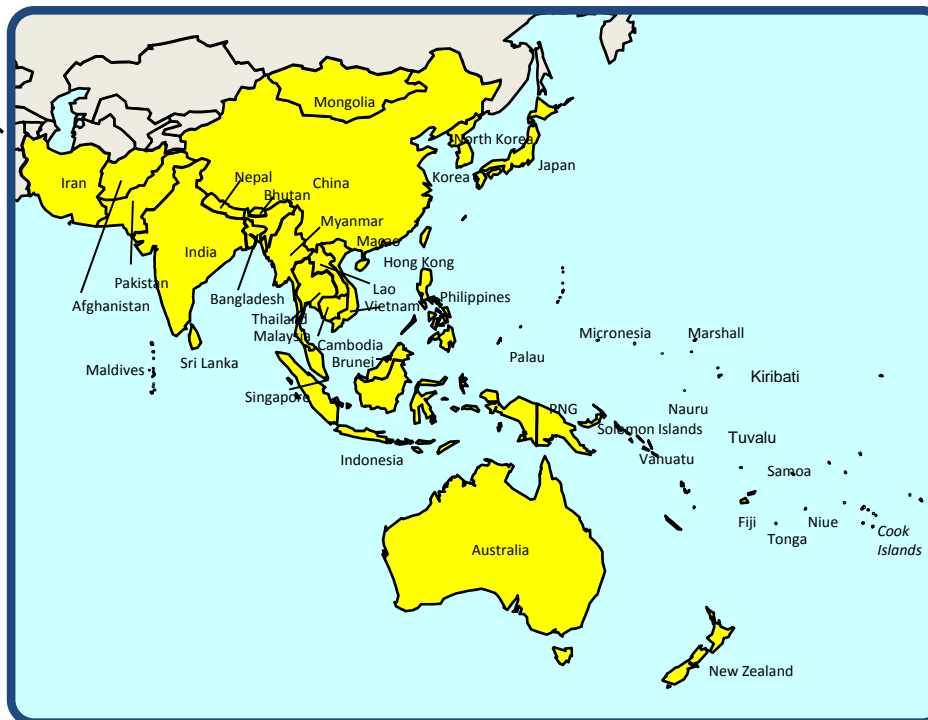 Mongolia
North Korea
Japan
Korea
Iran
Nepal
China
Bhutan
Myanmar
Macao
India
Hong Kong
Pakistan
Lao
Afghanistan
Bangladesh
Vietnam
Philippines
Thailand
Malaysia
Cambodia
Micronesia
Marshall
Maldives
Sri Lanka
Brunei
Palau
Kiribati
Singapore
PNG
Nauru
Solomon Islands
Tuvalu
Indonesia
Vanuatu
Samoa
Fiji
Niue
Cook
Islands
Tonga
Australia
New Zealand